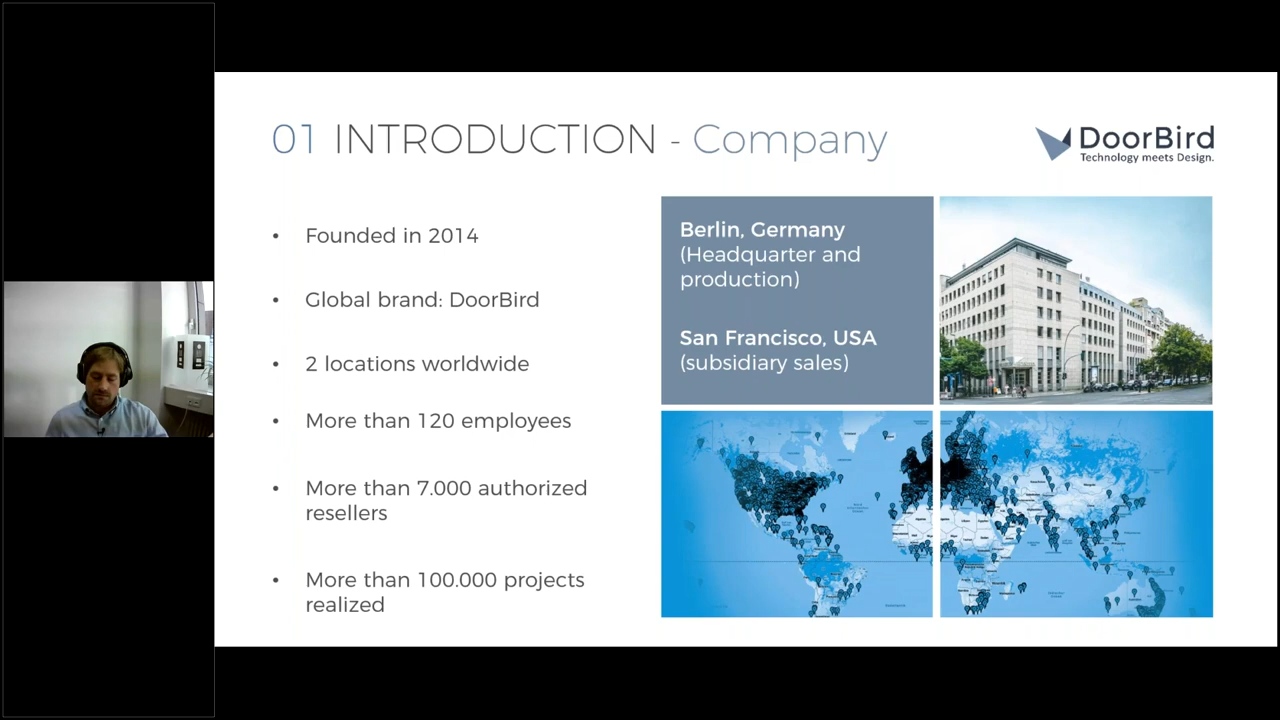 01 INTRODUCTION - Company
DoorBird
Technology meets Design.
• Founded in 2014
• Global brand: DoorBird
• 2 locations worldwide
• More than 120 employees
• More than 7.000 authorized
resellers
• More than 100.000 projects
realized
Berlin, Germany
(Headquarter and
production)
San Francisco, USA
(subsidiary sales)